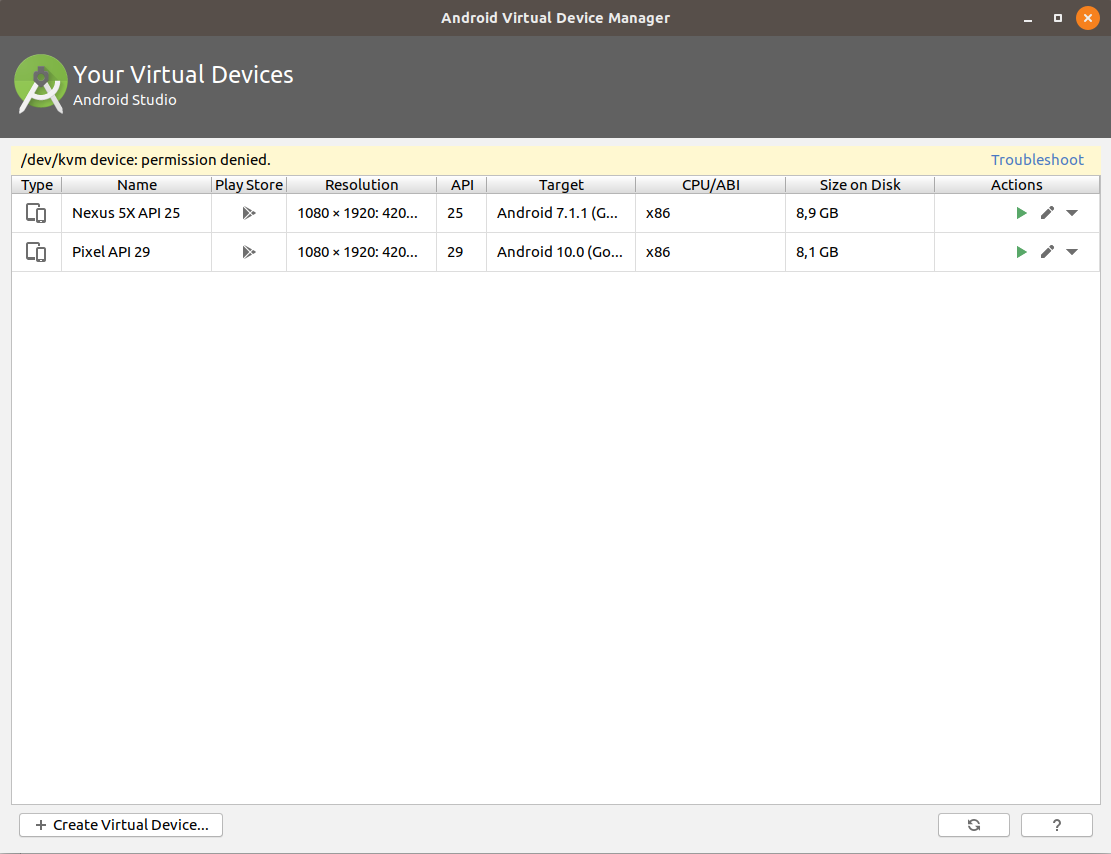 Android Virtual Device Manager
Your Virtual Devices
Android Studio
/dev/kvm device: permission denied. Troubleshoot
Type Name Play Store Resolution API Target CPU/ABI Size on Disk Actions
Nexus 5X API 25 1080 × 1920: 420... 25 Android 7.1.1 (G... x86 8,9 GB
Pixel API 29 1080 × 1920: 420... 29 Android 10.0 (Go... x86 8,1 GB
+ Create Virtual Device... ?